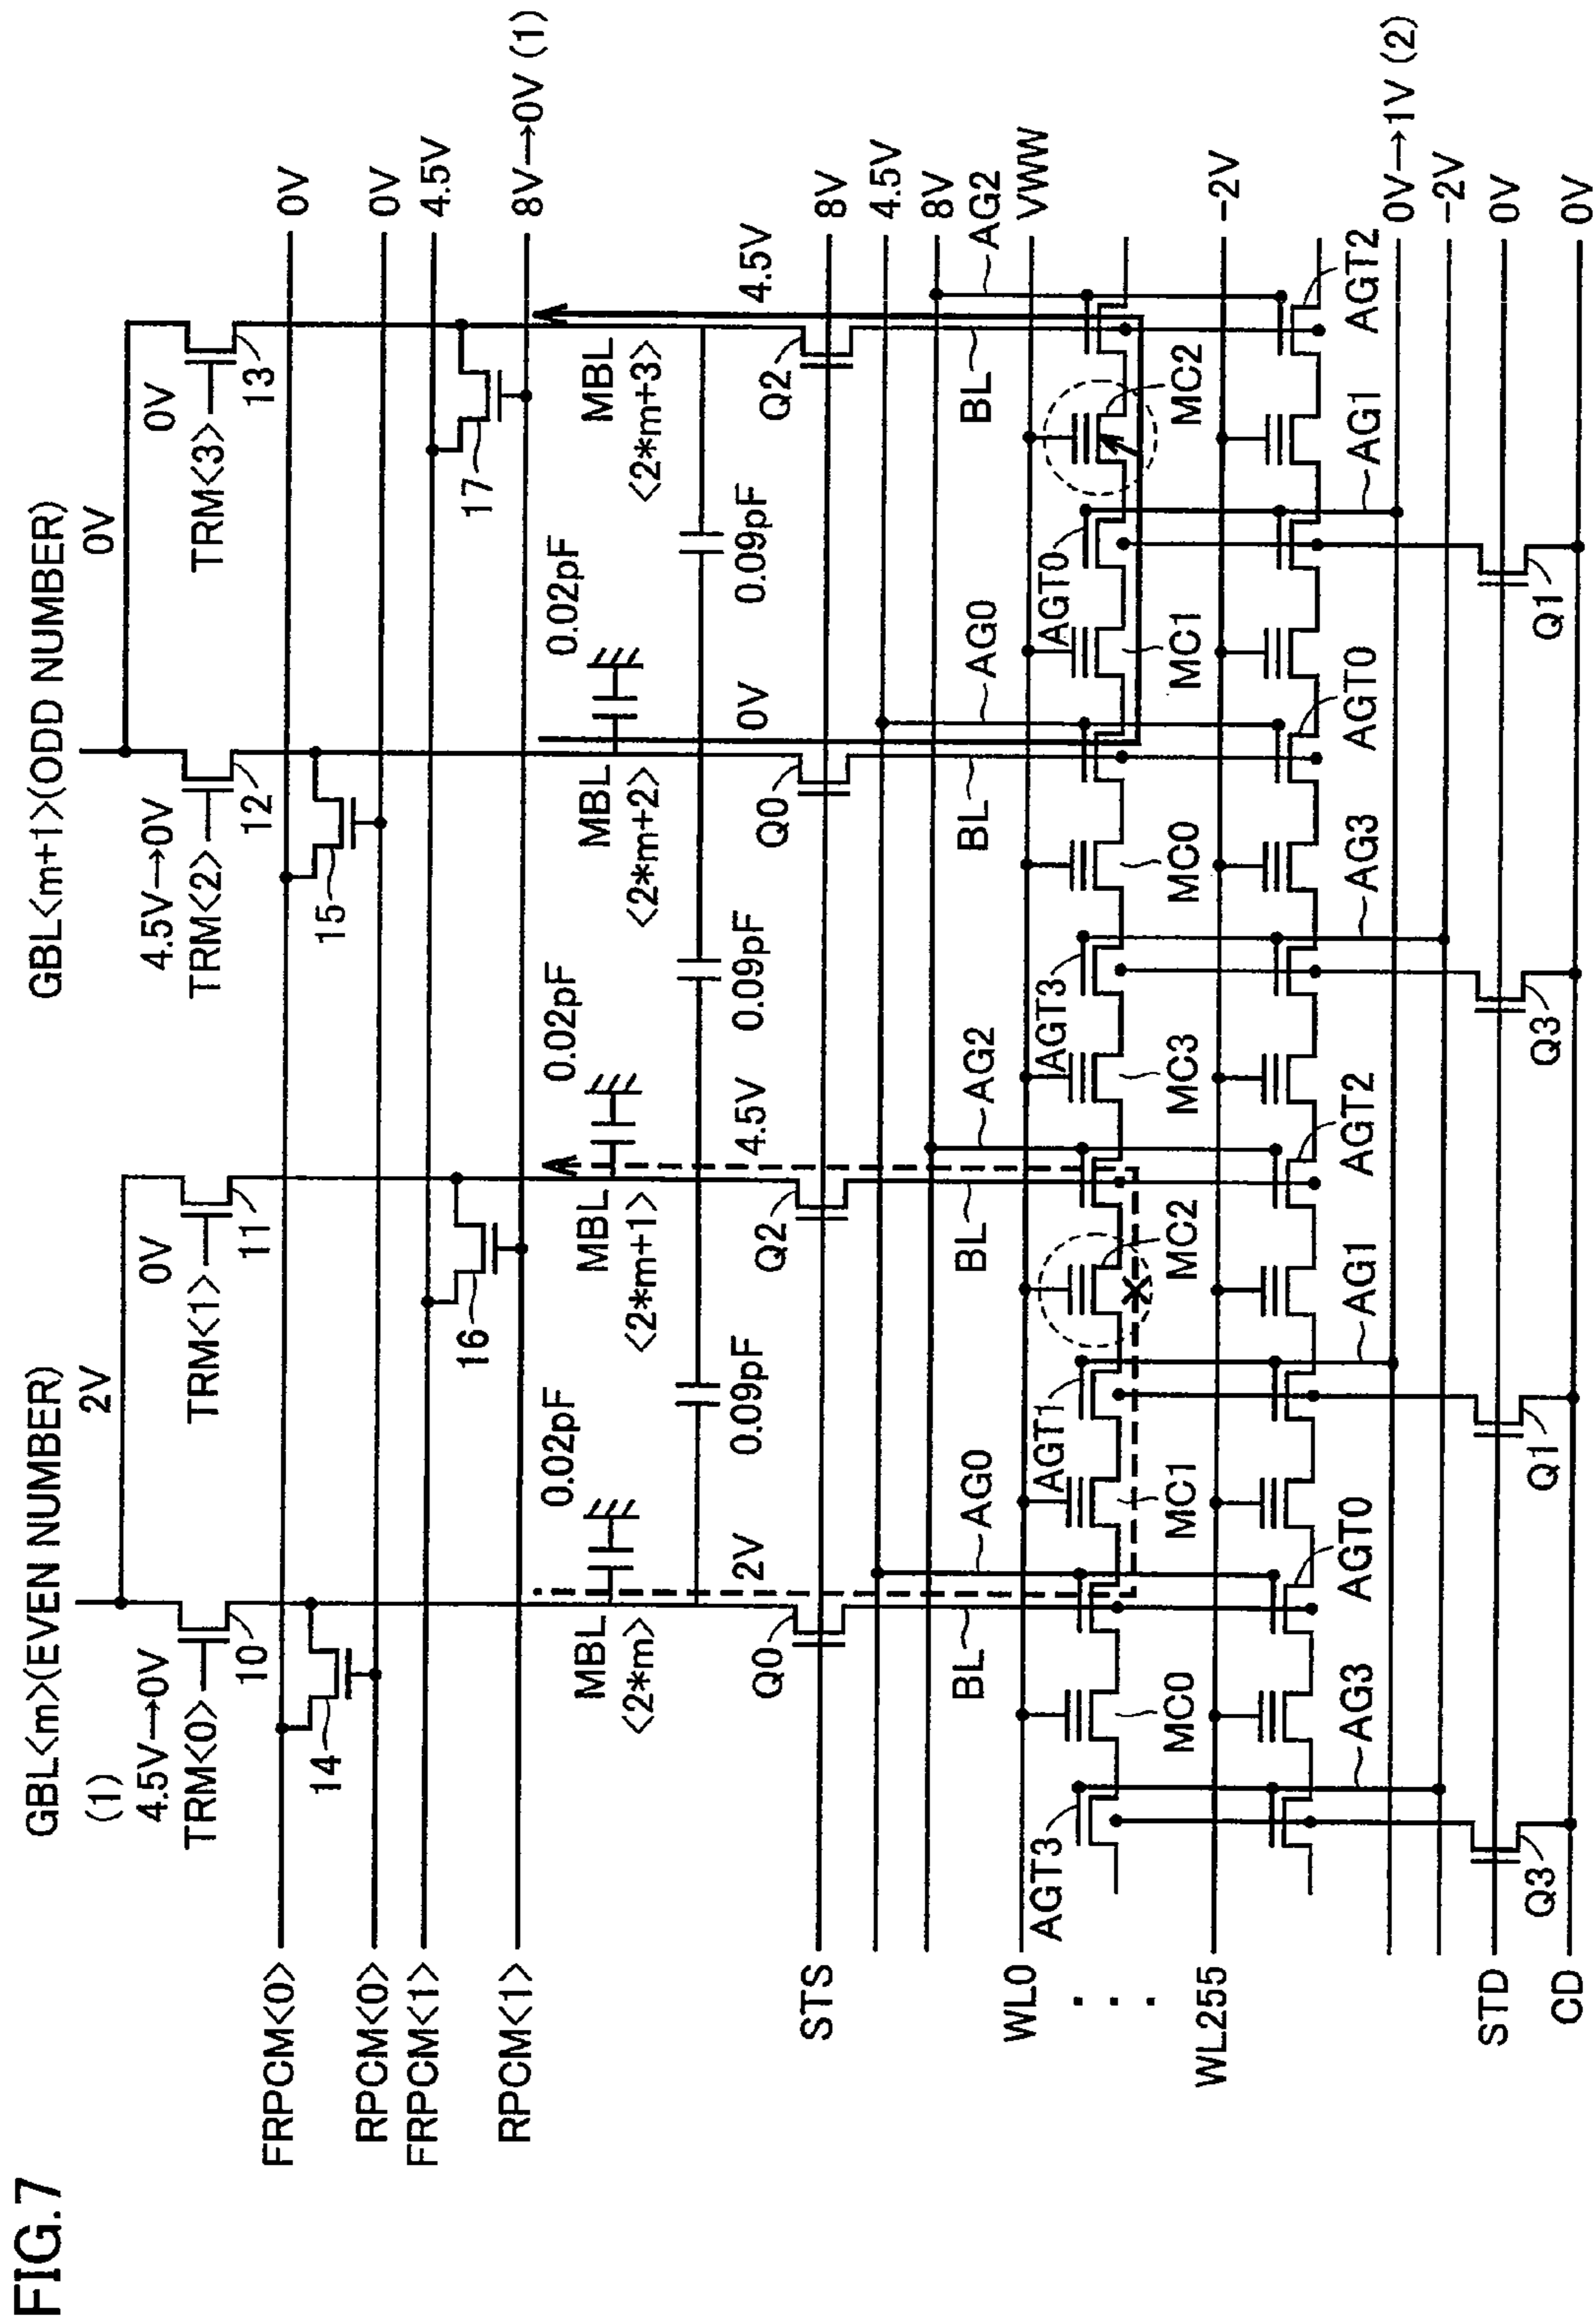 FIG.7
GBL<m>(EVEN NUMBER)
GBL<m+1>(ODD NUMBER)
2V
0V
(1)
4.5V→0V
TRM<0>
10
0V
TRM<1>
11
4.5V→0V
TRM<2>
12
0V
TRM<3>
13
FRPCM<0>
0V
14
15
RPCM<0>
0V
FRPCM<1>
4.5V
16
17
RPCM<1>
8V→0V (1)
0.02pF
0.02pF
0.02pF
MBL
<2*m>
MBL
<2*m+1>
MBL
<2*m+2>
MBL
<2*m+3>
0.09pF
0.09pF
0.09pF
2V
4.5V
0V
4.5V
Q0
Q2
Q0
Q2
STS
8V
4.5V
8V
BL
AG0
BL
AG2
BL
AG0
BL
AG2
WL0
VWW
AGT3
AGT1
AGT3
AGT0
MC0
MC1
MC2
MC3
MC0
MC1
MC2
WL255
-2V
AG3
AGT0
AG1
AGT2
AG3
AGT0
AG1
AGT2
0V→1V (2)
-2V
STD
0V
Q3
Q1
Q3
Q1
CD
0V